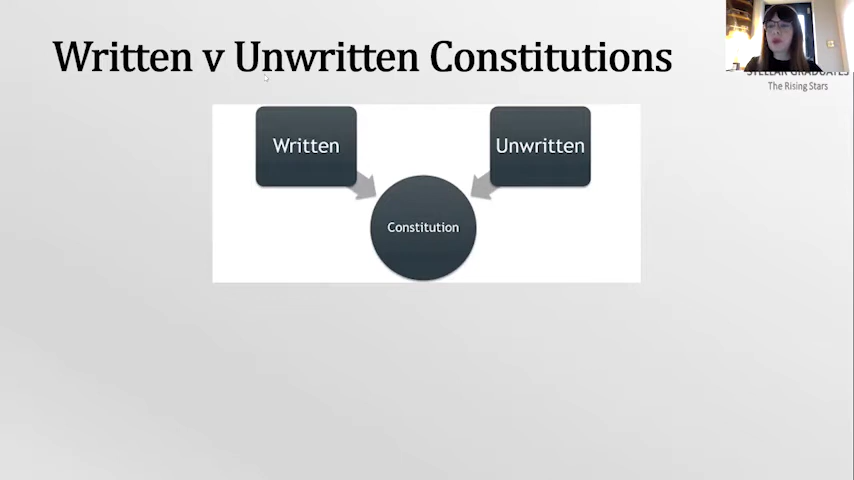 Written v Unwritten Constitutions
STELLAR GRADUATES
The Rising Stars
Written
Unwritten
Constitution